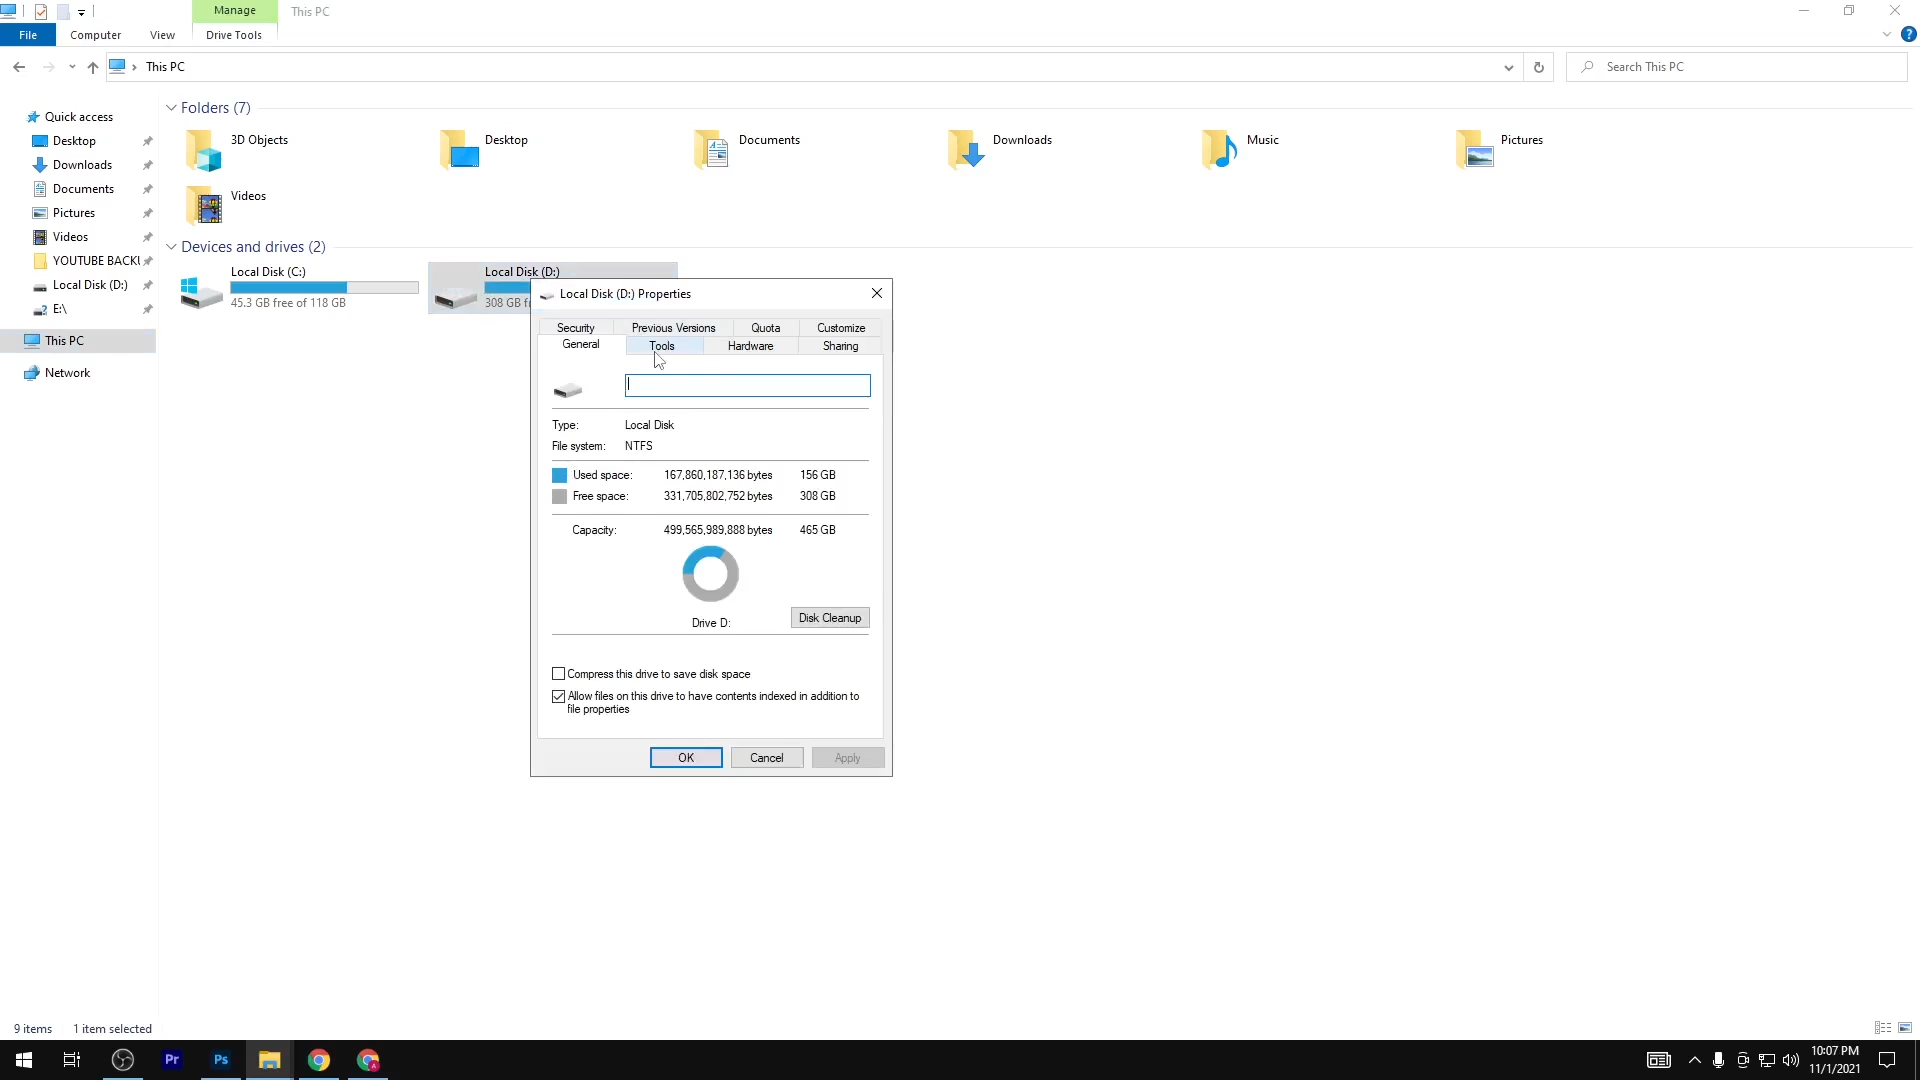 Manage
This PC
File
Computer
View
Drive Tools
This PC
Search This PC
Quick access
Desktop
Downloads
Documents
Pictures
Videos
YOUTUBE BACKU
Local Disk (D:)
E:\
This PC
Network
Folders (7)
3D Objects
Desktop
Documents
Downloads
Music
Pictures
Videos
Devices and drives (2)
Local Disk (C:)
45.3 GB free of 118 GB
Local Disk (D:)
308 GB fr
Local Disk (D:) Properties
Security
Previous Versions
Quota
Customize
General
Tools
Hardware
Sharing
Type: Local Disk
File system: NTFS
Used space: 167,860,187,136 bytes 156 GB
Free space: 331,705,802,752 bytes 308 GB
Capacity: 499,565,989,888 bytes 465 GB
Drive D:
Disk Cleanup
Compress this drive to save disk space
Allow files on this drive to have contents indexed in addition to
file properties
OK
Cancel
Apply
9 items
1 item selected
Pr
Ps
10:07 PM
11/1/2021